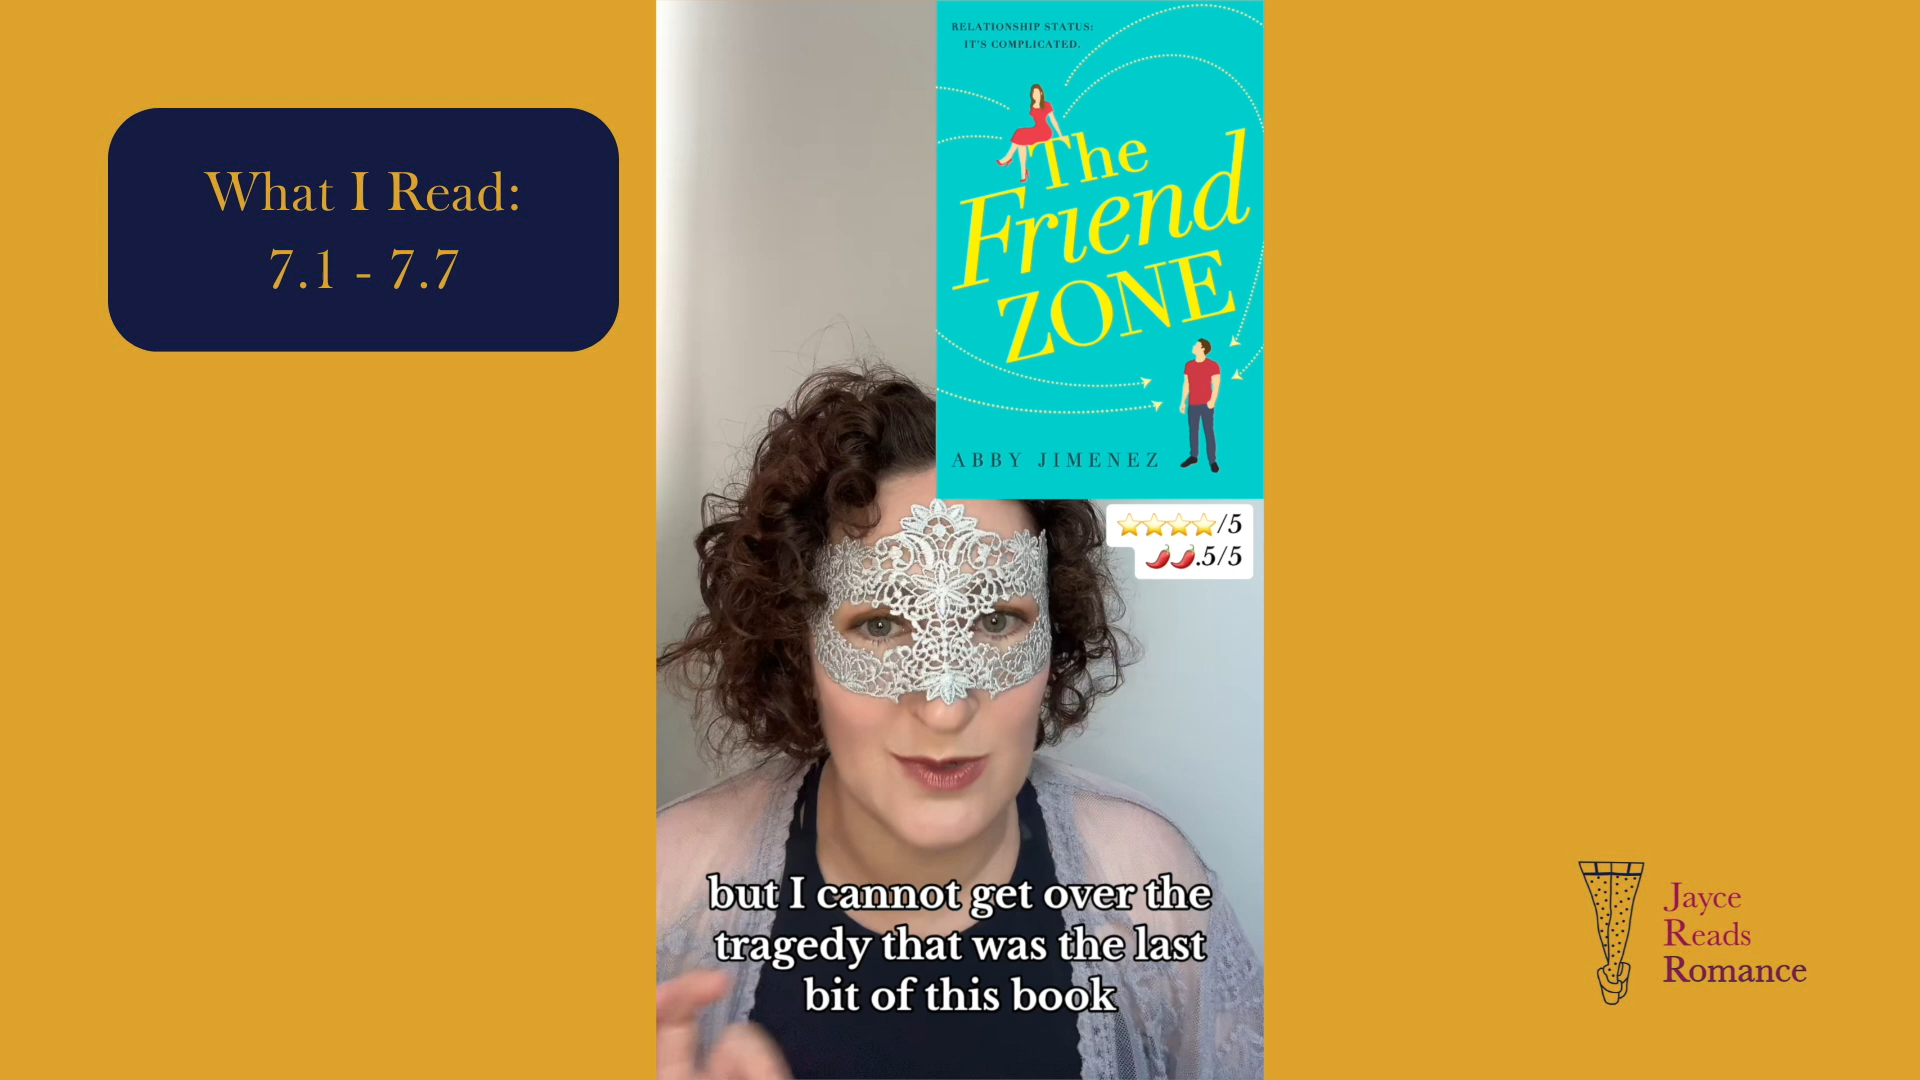 What I Read:
7.1 - 7.7
RELATIONSHIP STATUS:
IT'S COMPLICATED.
The
Friend
ZONE
ABBY JIMENEZ
⭐⭐⭐⭐/5
🌶️🌶️.5/5
but I cannot get over the
tragedy that was the last
bit of this book
Jayce
Reads
Romance